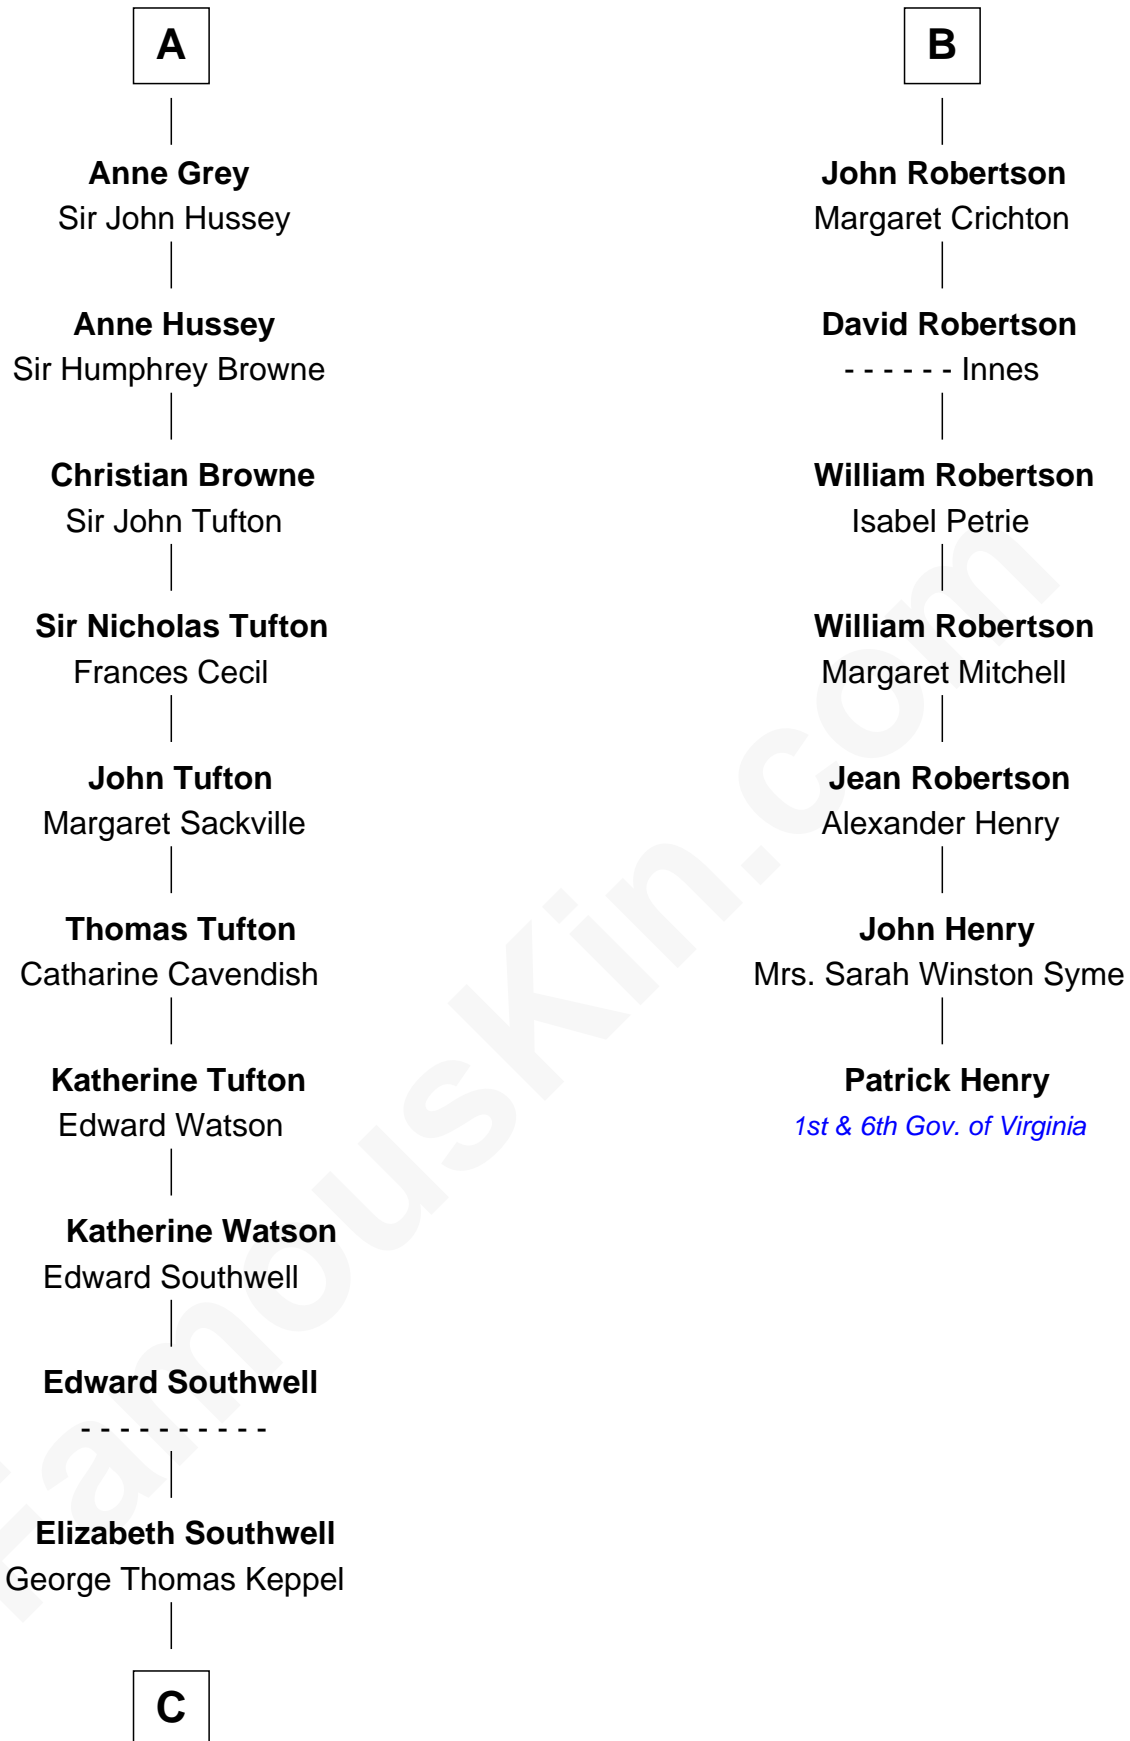 A
Anne Grey
Sir John Hussey
Anne Hussey
Sir Humphrey Browne
Christian Browne
Sir John Tufton
Sir Nicholas Tufton
Frances Cecil
John Tufton
Margaret Sackville
Thomas Tufton
Catharine Cavendish
Katherine Tufton
Edward Watson
Katherine Watson
Edward Southwell
Edward Southwell
- - - - - - - - - -
Elizabeth Southwell
George Thomas Keppel
C
B
John Robertson
Margaret Crichton
David Robertson
- - - - - - Innes
William Robertson
Isabel Petrie
William Robertson
Margaret Mitchell
Jean Robertson
Alexander Henry
John Henry
Mrs. Sarah Winston Syme
Patrick Henry
1st & 6th Gov. of Virginia
FamousKin.com